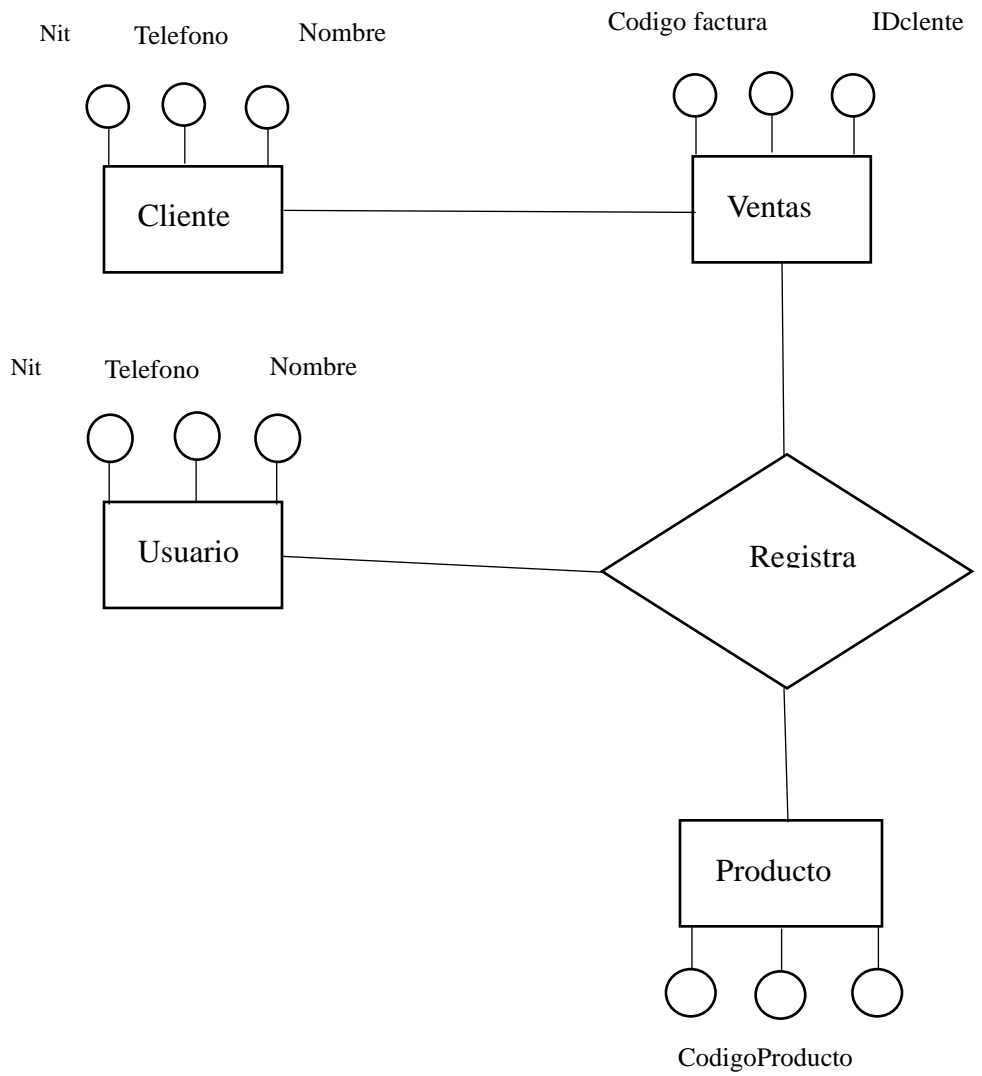 Nit Telefono Nombre
Codigo factura IDclente
Cliente
Ventas
Nit Telefono Nombre
Usuario
Registra
Producto
CodigoProducto